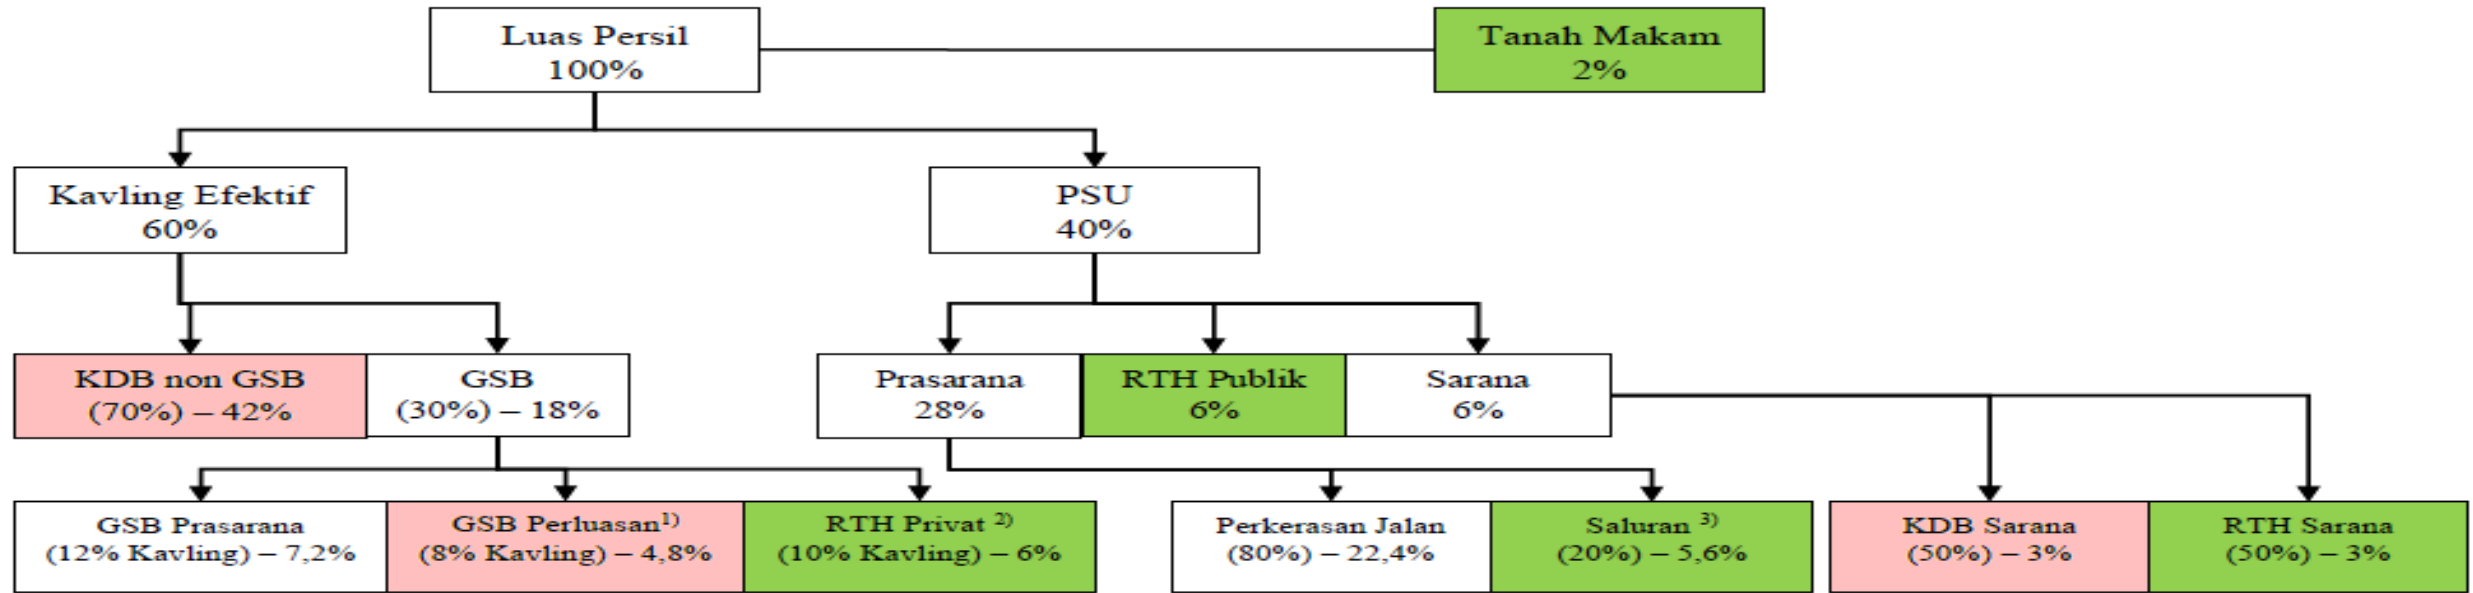 Luas Persil
100%
Tanah Makam
2%
Kavling Efektif
60%
PSU
40%
KDB non GSB
(70%) – 42%
GSB
(30%) – 18%
Prasarana
28%
RTH Publik
6%
Sarana
6%
GSB Prasarana
(12% Kavling) – 7,2%
GSB Perluasan¹⁾
(8% Kavling) – 4,8%
RTH Privat ²⁾
(10% Kavling) – 6%
Perkerasan Jalan
(80%) – 22,4%
Saluran ³⁾
(20%) – 5,6%
KDB Sarana
(50%) – 3%
RTH Sarana
(50%) – 3%